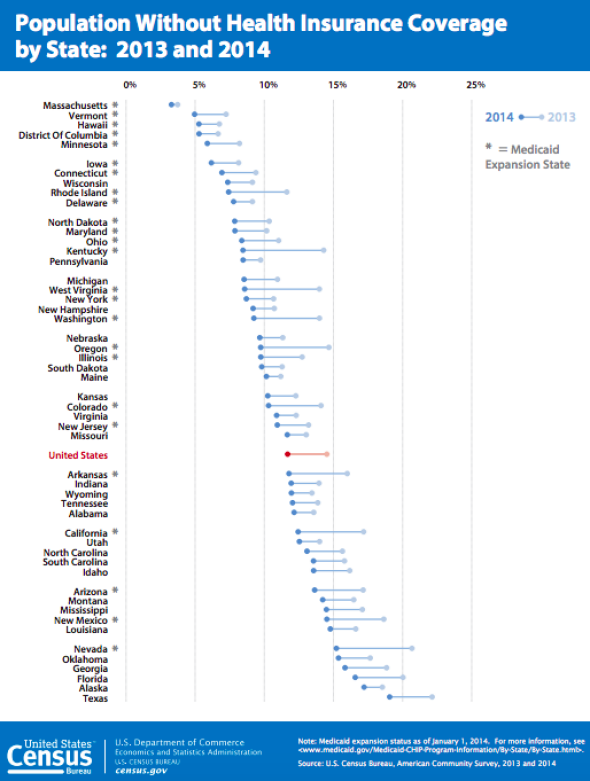 Population Without Health Insurance Coverage
by State: 2013 and 2014
0% 5% 10% 15% 20% 25%
Massachusetts *
Vermont *
Hawaii *
District Of Columbia *
Minnesota *
2014 2013
* = Medicaid
Expansion State
Iowa *
Connecticut *
Wisconsin
Rhode Island *
Delaware *
North Dakota *
Maryland *
Ohio *
Kentucky *
Pennsylvania
Michigan
West Virginia *
New York *
New Hampshire
Washington *
Nebraska
Oregon *
Illinois *
South Dakota
Maine
Kansas
Colorado *
Virginia
New Jersey *
Missouri
United States
Arkansas *
Indiana
Wyoming
Tennessee
Alabama
California *
Utah
North Carolina
South Carolina
Idaho
Arizona *
Montana
Mississippi
New Mexico *
Louisiana
Nevada *
Oklahoma
Georgia
Florida
Alaska
Texas
United States
Census
Bureau
U.S. Department of Commerce
Economics and Statistics Administration
U.S. CENSUS BUREAU
census.gov
Note: Medicaid expansion status as of January 1, 2014. For more information, see
<www.medicaid.gov/Medicaid-CHIP-Program-Information/By-State/By-State.html>.
Source: U.S. Census Bureau, American Community Survey, 2013 and 2014